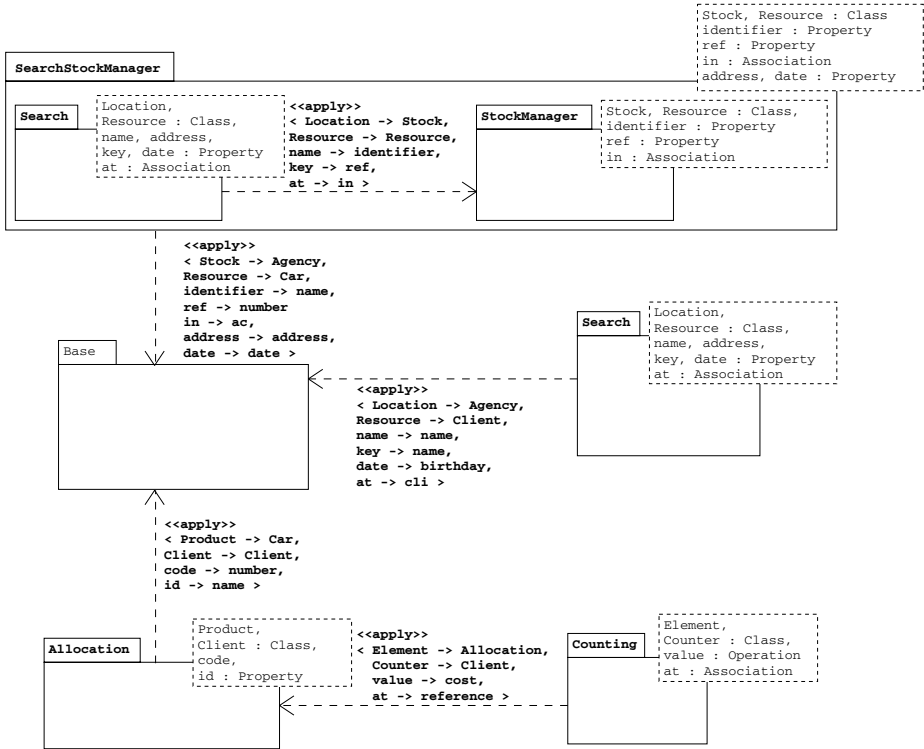 Stock, Resource : Class
identifier : Property
ref : Property
in : Association
address, date : Property
SearchStockManager
Search
Location,
Resource : Class,
name, address,
key, date : Property
at : Association
<<apply>>
< Location -> Stock,
Resource -> Resource,
name -> identifier,
key -> ref,
at -> in >
StockManager
Stock, Resource : Class,
identifier : Property
ref : Property
in : Association
<<apply>>
< Stock -> Agency,
Resource -> Car,
identifier -> name,
ref -> number
in -> ac,
address -> address,
date -> date >
Base
Search
Location,
Resource : Class,
name, address,
key, date : Property
at : Association
<<apply>>
< Location -> Agency,
Resource -> Client,
name -> name,
key -> name,
date -> birthday,
at -> cli >
<<apply>>
< Product -> Car,
Client -> Client,
code -> number,
id -> name >
Allocation
Product,
Client : Class,
code,
id : Property
<<apply>>
< Element -> Allocation,
Counter -> Client,
value -> cost,
at -> reference >
Counting
Element,
Counter : Class,
value : Operation
at : Association